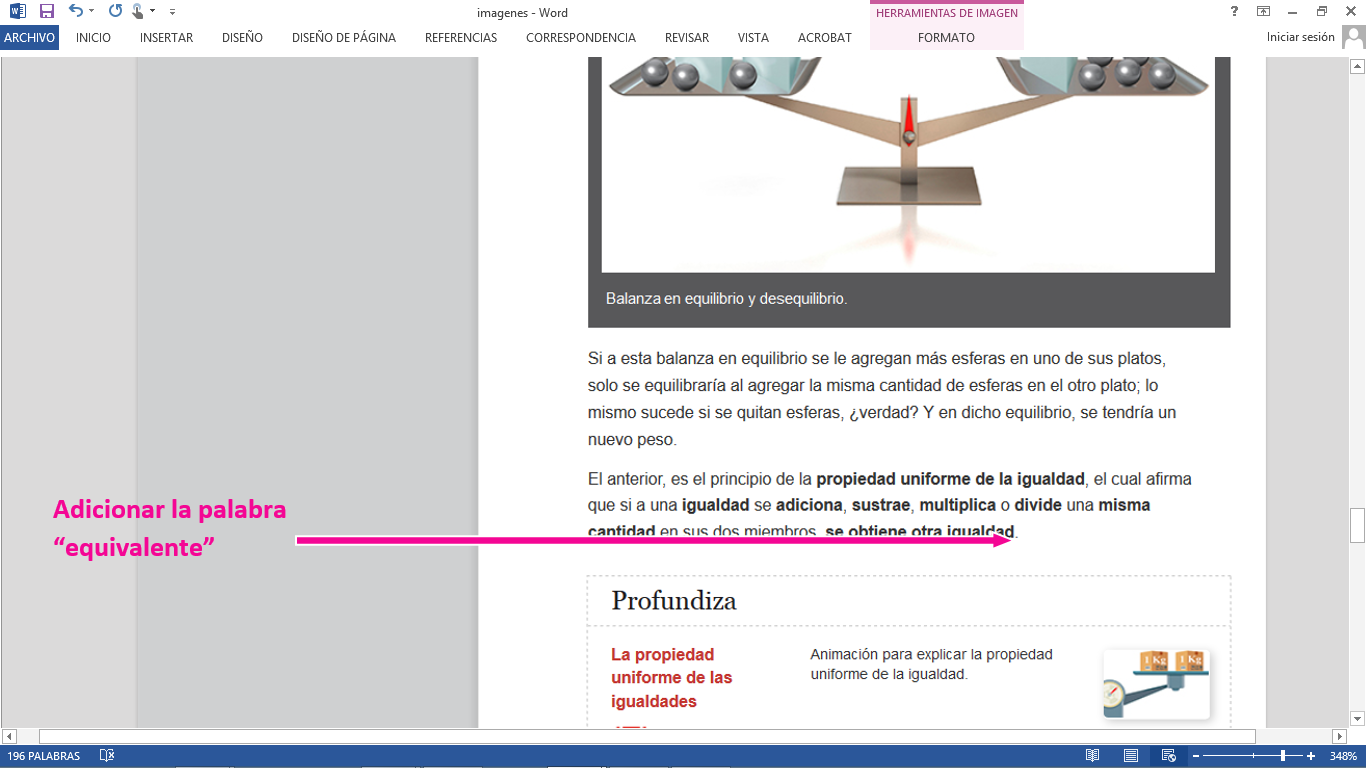 imagenes - Word
HERRAMIENTAS DE IMAGEN
?
ARCHIVO INICIO INSERTAR DISEÑO DISEÑO DE PÁGINA REFERENCIAS CORRESPONDENCIA REVISAR VISTA ACROBAT FORMATO Iniciar sesión
Balanza en equilibrio y desequilibrio.
Si a esta balanza en equilibrio se le agregan más esferas en uno de sus platos,
solo se equilibraría al agregar la misma cantidad de esferas en el otro plato; lo
mismo sucede si se quitan esferas, ¿verdad? Y en dicho equilibrio, se tendría un
nuevo peso.
El anterior, es el principio de la propiedad uniforme de la igualdad, el cual afirma
que si a una igualdad se adiciona, sustrae, multiplica o divide una misma
cantidad en sus dos miembros, se obtiene otra igualdad.
Adicionar la palabra
“equivalente”
Profundiza
La propiedad
uniforme de las
igualdades
Animación para explicar la propiedad
uniforme de la igualdad.
1 Kg 1 Kg
196 PALABRAS
348%